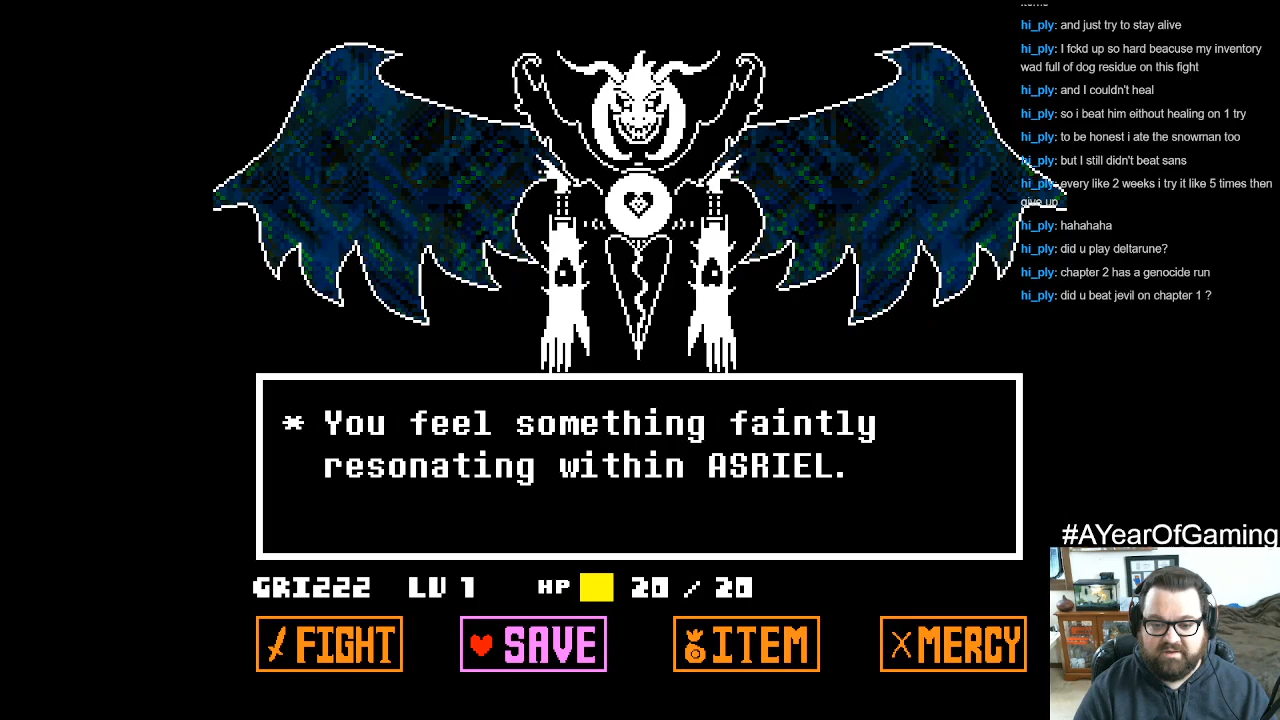 hi_ply: and just try to stay alive
hi_ply: I fckd up so hard beacuse my inventory
wad full of dog residue on this fight
hi_ply: and I couldn't heal
hi_ply: so i beat him eithout healing on 1 try
hi_ply: to be honest i ate the snowman too
hi_ply: but I still didn't beat sans
hi_ply: every like 2 weeks i try it like 5 times then
give up
hi_ply: hahahaha
hi_ply: did u play deltarune?
hi_ply: chapter 2 has a genocide run
hi_ply: did u beat jevil on chapter 1 ?
* You feel something faintly
resonating within ASRIEL.
#AYearOfGaming
GRIZZZ LV 1 HP 20 / 20
FIGHT SAVE ITEM MERCY